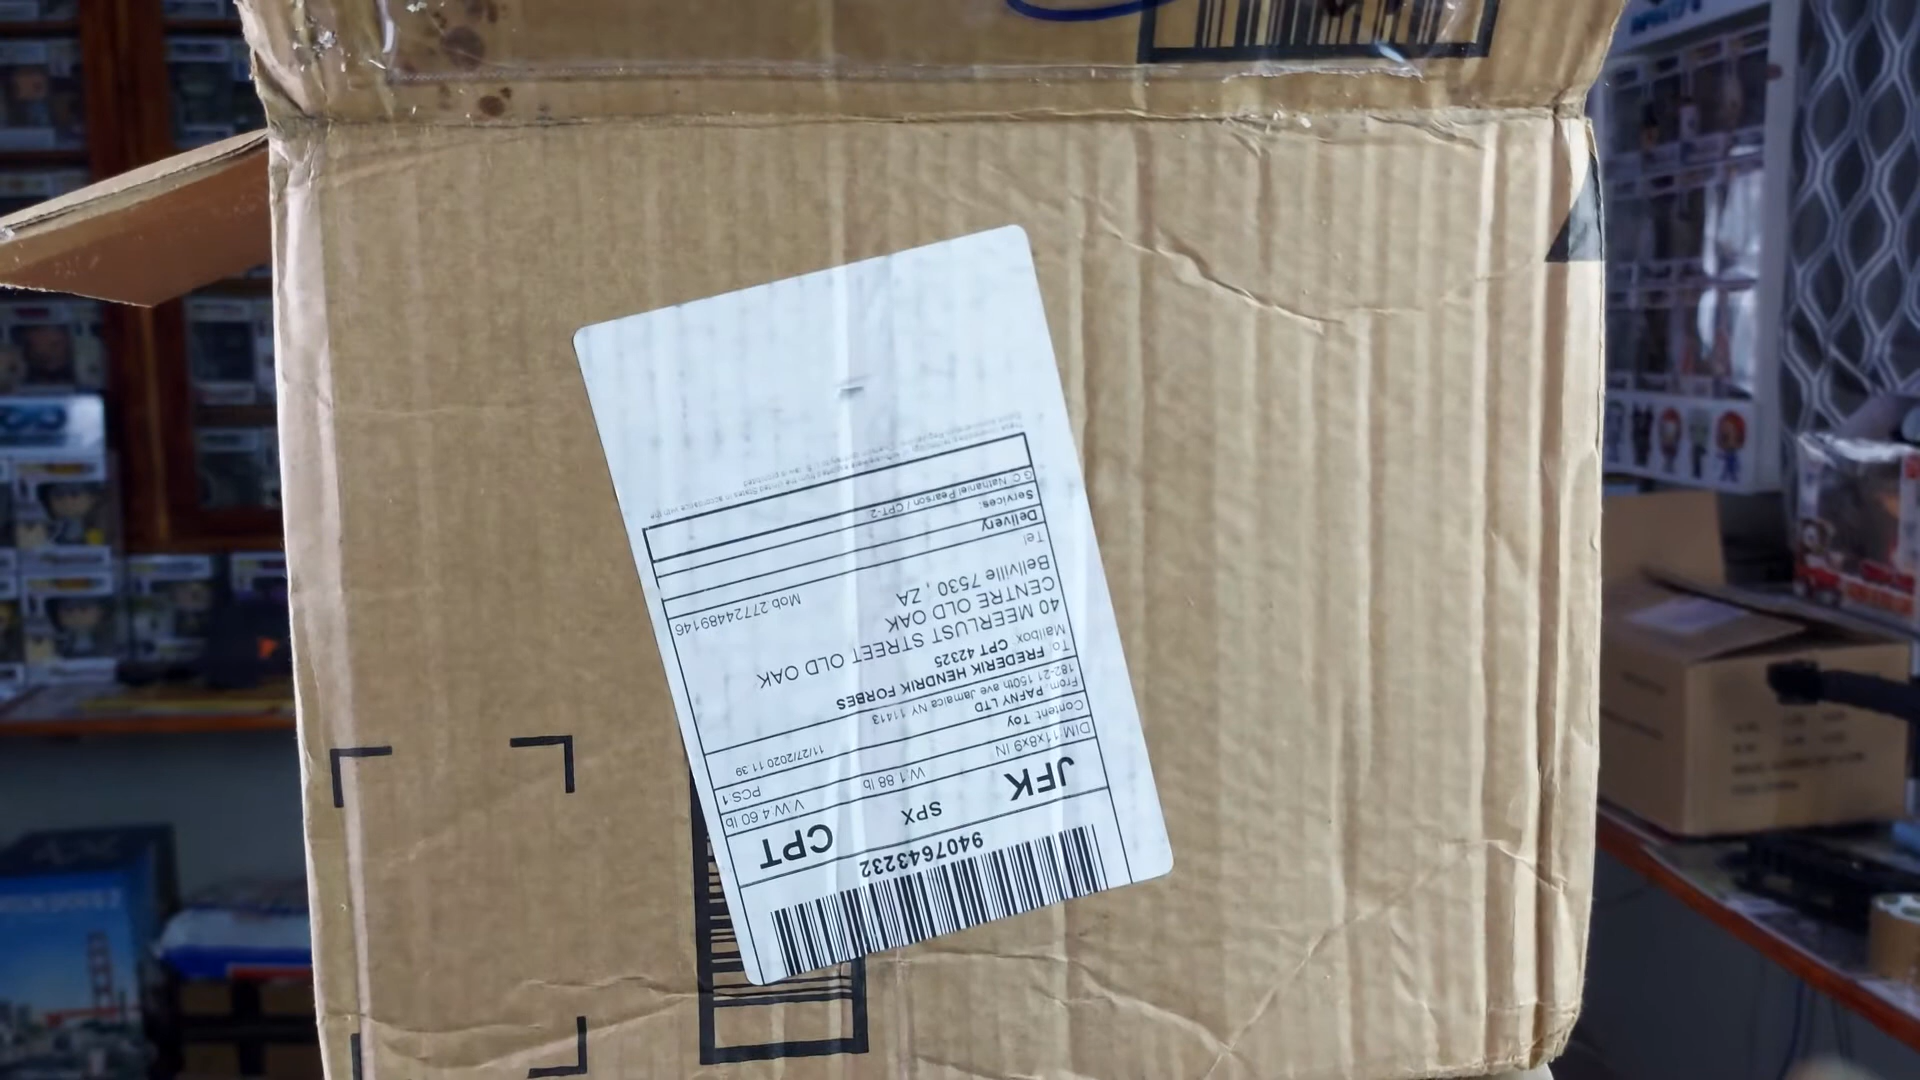 9407643232
JFK SPX CPT
DIM:11x8x9 IN W:1.88 lb V.W:4.60 lb
Content: Toy PCS:1
From: PAFNY LTD 11/27/2020 11:39
182-21 150th ave Jamaica NY 11413
To: FREDERIK HENDRIK FORBES
Mailbox: CPT 42325
40 MEERLUST STREET OLD OAK
CENTRE OLD OAK
Bellville 7530 , ZA
Tel Mob.27724489146
Delivery
Services:
G.C. Nathaniel Pearson / CPT-2